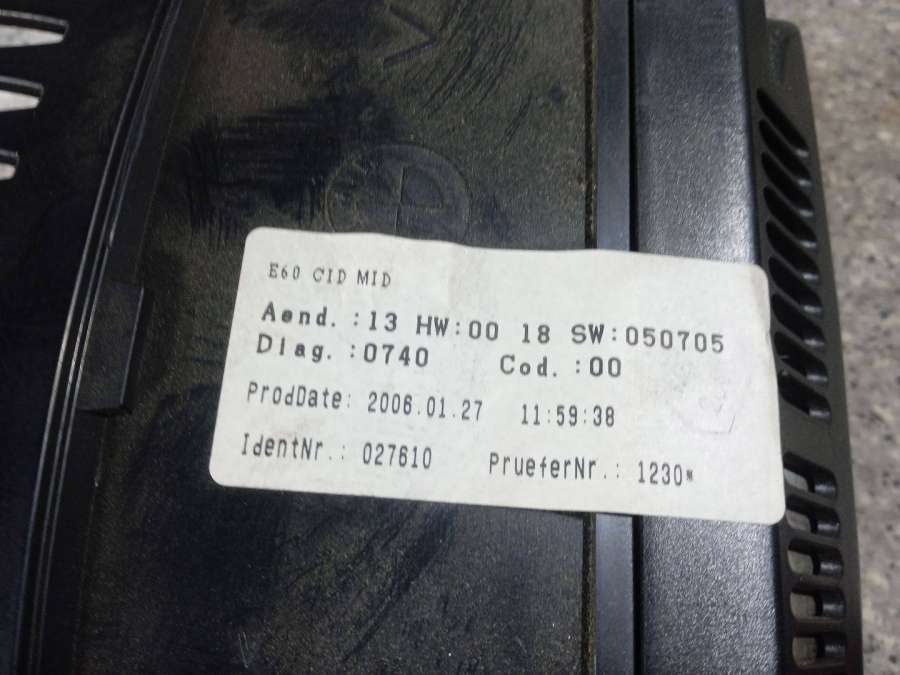 E60 CID MID
Aend. :13 HW:00 18 SW:050705
Diag. :0740 Cod. :00
ProdDate: 2006.01.27 11:59:38
IdentNr.: 027610 PrueferNr.: 1230*